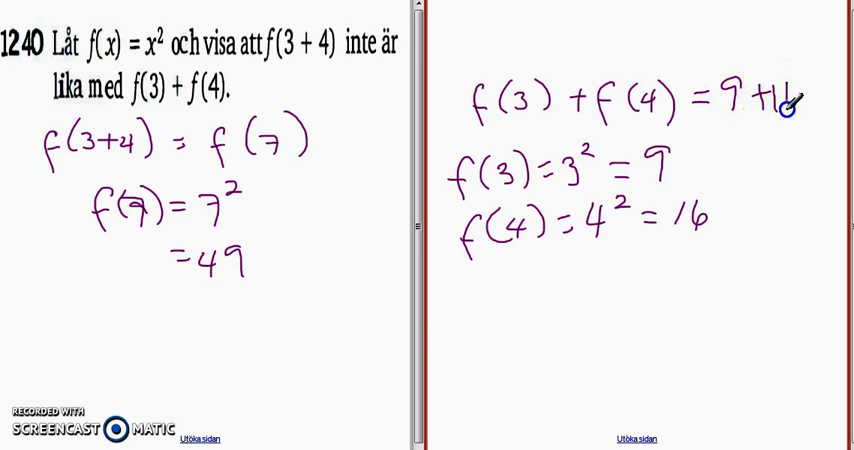 1240 Låt f(x) = x² och visa att f(3 + 4) inte är
lika med f(3) + f(4).
f(3+4) = f(7)
f(7) = 7²
= 49
RECORDED WITH
SCREENCAST MATIC
Utöka sidan
f(3) + f(4) = 9 + 16
f(3) = 3² = 9
f(4) = 4² = 16
Utöka sidan